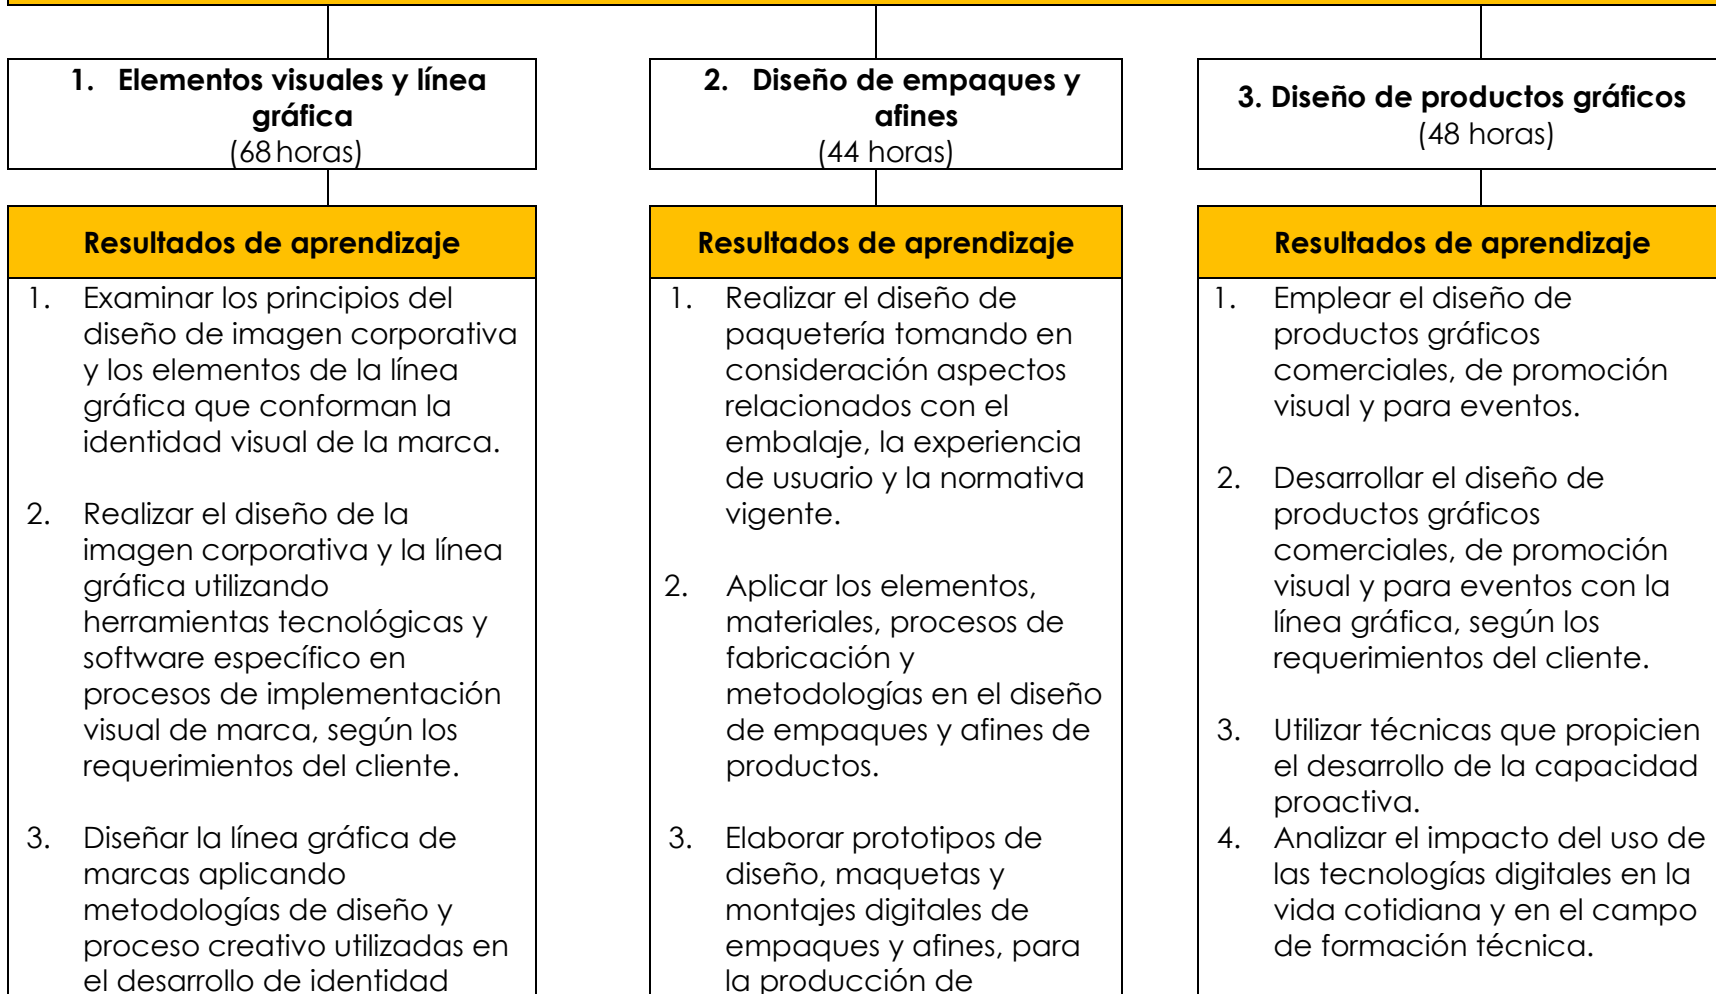 1. Elementos visuales y línea
gráfica
(68 horas)
Resultados de aprendizaje
1. Examinar los principios del
diseño de imagen corporativa
y los elementos de la línea
gráfica que conforman la
identidad visual de la marca.
2. Realizar el diseño de la
imagen corporativa y la línea
gráfica utilizando
herramientas tecnológicas y
software específico en
procesos de implementación
visual de marca, según los
requerimientos del cliente.
3. Diseñar la línea gráfica de
marcas aplicando
metodologías de diseño y
proceso creativo utilizadas en
el desarrollo de identidad
2. Diseño de empaques y
afines
(44 horas)
Resultados de aprendizaje
1. Realizar el diseño de
paquetería tomando en
consideración aspectos
relacionados con el
embalaje, la experiencia
de usuario y la normativa
vigente.
2. Aplicar los elementos,
materiales, procesos de
fabricación y
metodologías en el diseño
de empaques y afines de
productos.
3. Elaborar prototipos de
diseño, maquetas y
montajes digitales de
empaques y afines, para
la producción de
3. Diseño de productos gráficos
(48 horas)
Resultados de aprendizaje
1. Emplear el diseño de
productos gráficos
comerciales, de promoción
visual y para eventos.
2. Desarrollar el diseño de
productos gráficos
comerciales, de promoción
visual y para eventos con la
línea gráfica, según los
requerimientos del cliente.
3. Utilizar técnicas que propicien
el desarrollo de la capacidad
proactiva.
4. Analizar el impacto del uso de
las tecnologías digitales en la
vida cotidiana y en el campo
de formación técnica.